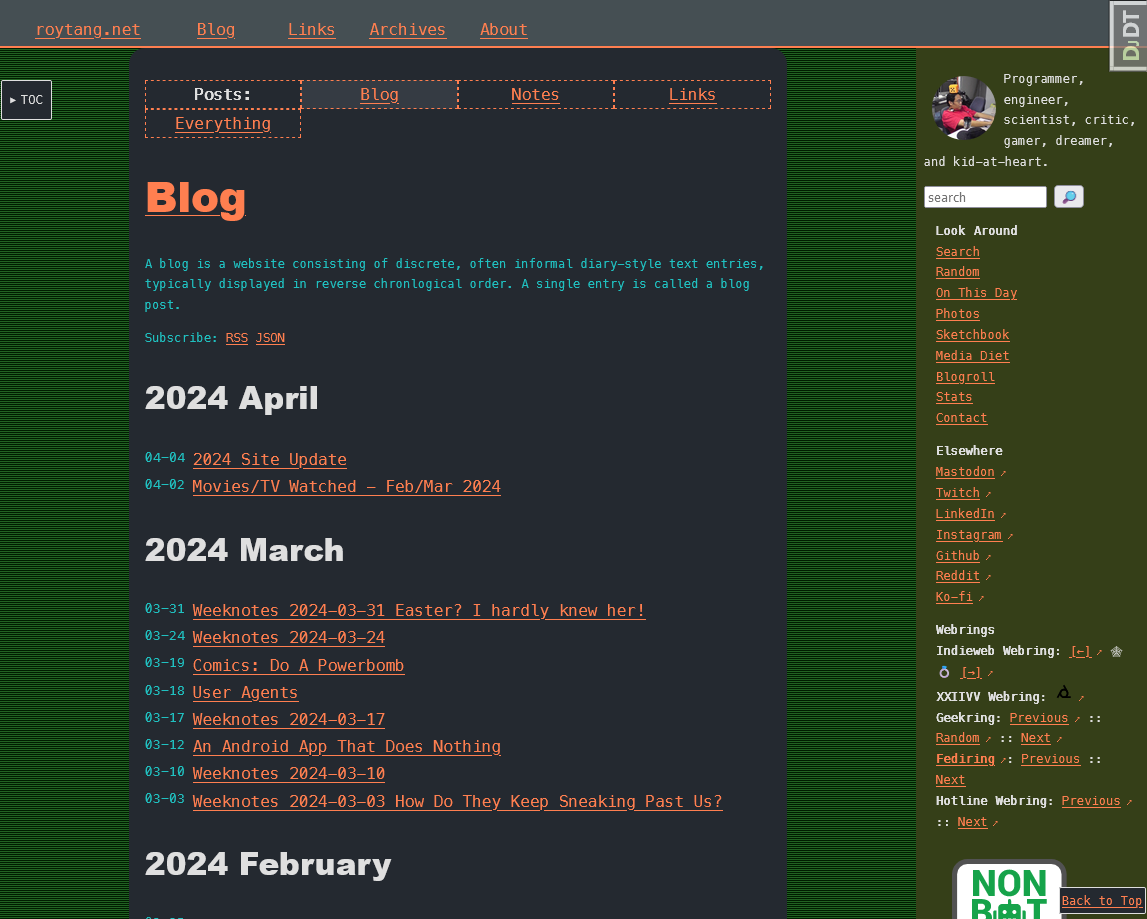 roytang.net Blog Links Archives About
DjDT
▶ TOC
Posts: Blog Notes Links
Everything
Blog
A blog is a website consisting of discrete, often informal diary-style text entries,
typically displayed in reverse chronlogical order. A single entry is called a blog
post.
Subscribe: RSS JSON
2024 April
04-04 2024 Site Update
04-02 Movies/TV Watched - Feb/Mar 2024
2024 March
03-31 Weeknotes 2024-03-31 Easter? I hardly knew her!
03-24 Weeknotes 2024-03-24
03-19 Comics: Do A Powerbomb
03-18 User Agents
03-17 Weeknotes 2024-03-17
03-12 An Android App That Does Nothing
03-10 Weeknotes 2024-03-10
03-03 Weeknotes 2024-03-03 How Do They Keep Sneaking Past Us?
2024 February
Programmer,
engineer,
scientist, critic,
gamer, dreamer,
and kid-at-heart.
search
Look Around
Search
Random
On This Day
Photos
Sketchbook
Media Diet
Blogroll
Stats
Contact
Elsewhere
Mastodon ↗
Twitch ↗
LinkedIn ↗
Instagram ↗
Github ↗
Reddit ↗
Ko-fi ↗
Webrings
Indieweb Webring: [←] ↗ 🕸
💍 [→] ↗
XXIIVV Webring: ↗
Geekring: Previous ↗ ::
Random ↗ :: Next ↗
Fediring ↗: Previous ::
Next
Hotline Webring: Previous ↗
:: Next ↗
NON
BOT
Back to Top